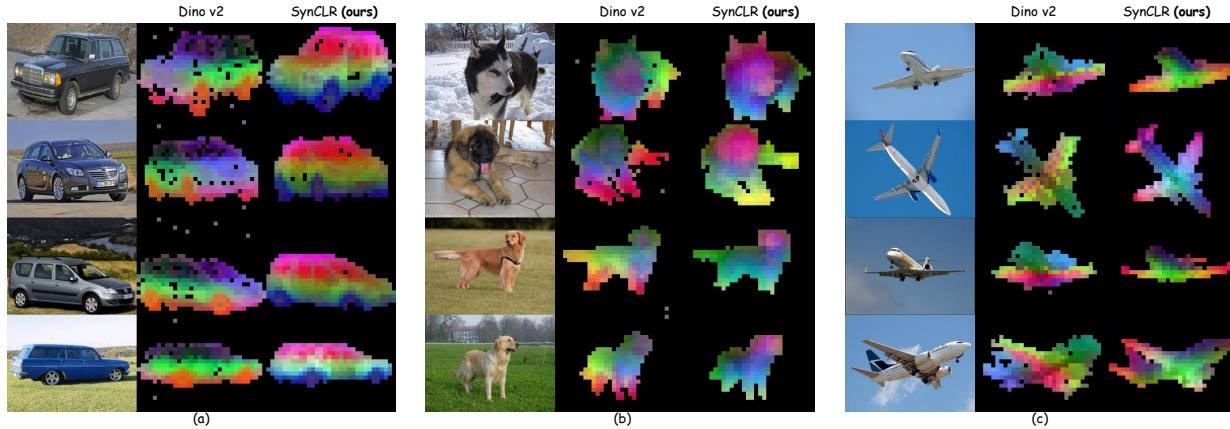 Dino v2 SynCLR (ours)
Dino v2 SynCLR (ours)
Dino v2 SynCLR (ours)
(a)
(b)
(c)